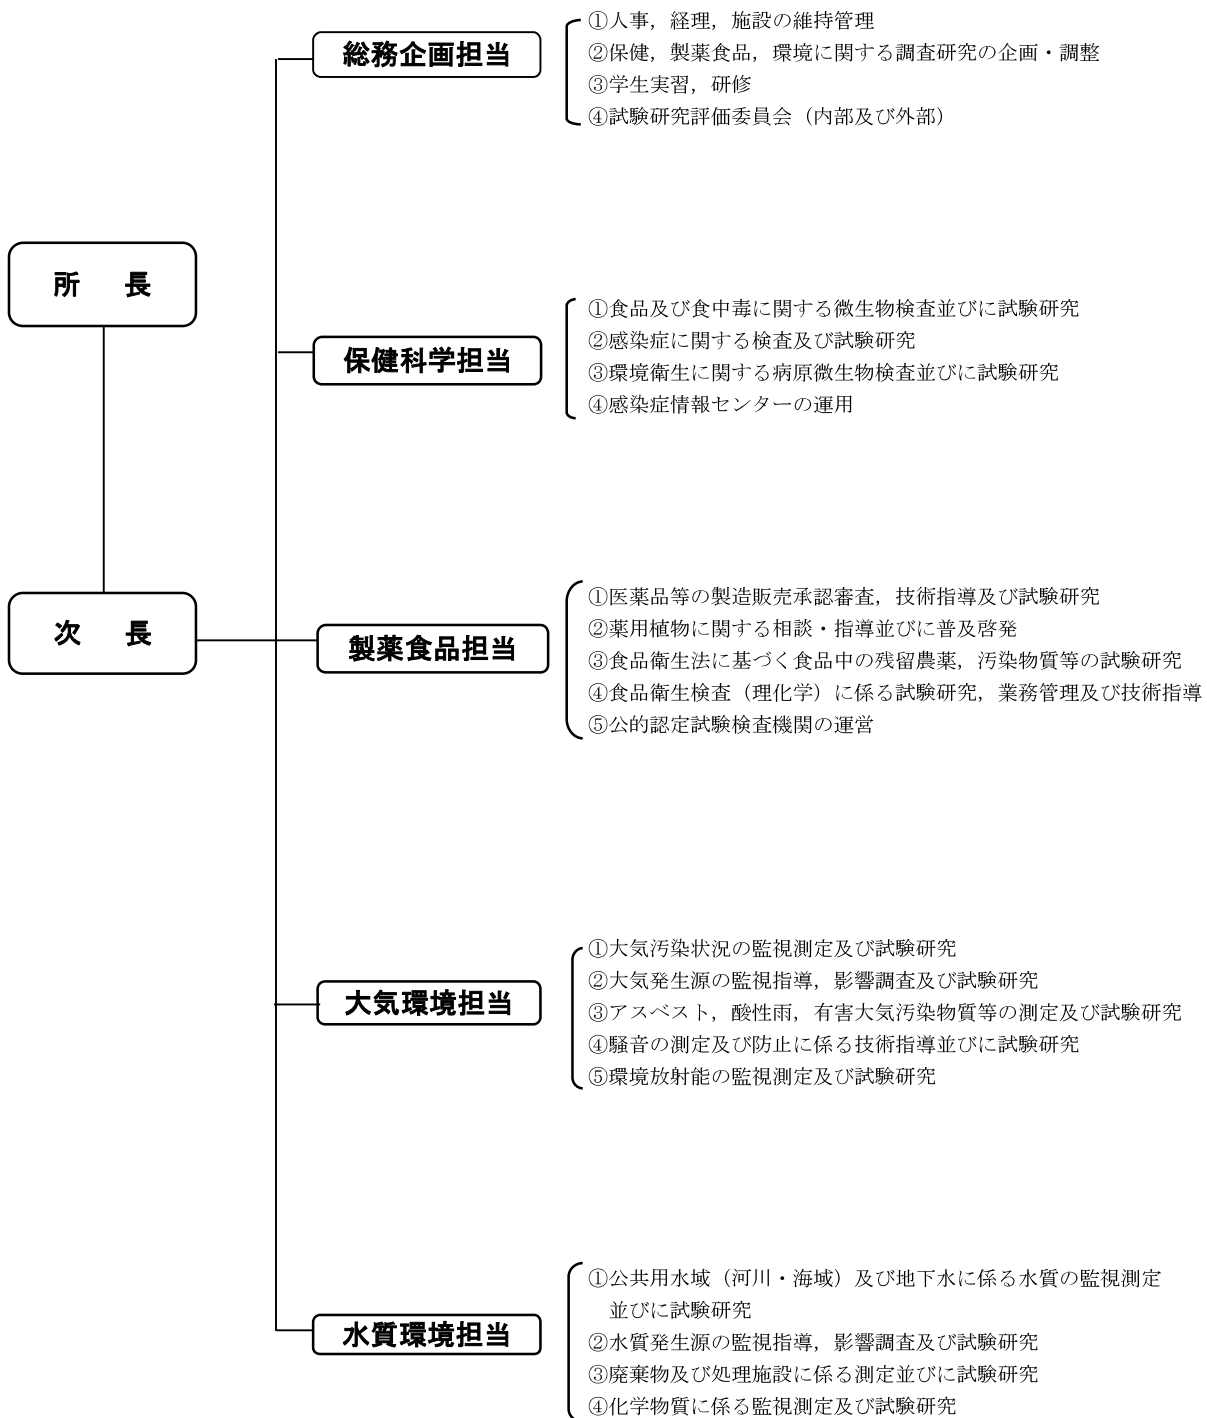 総務企画担当
①人事，経理，施設の維持管理
②保健，製薬食品，環境に関する調査研究の企画・調整
③学生実習，研修
④試験研究評価委員会（内部及び外部）
所　長
保健科学担当
①食品及び食中毒に関する微生物検査並びに試験研究
②感染症に関する検査及び試験研究
③環境衛生に関する病原微生物検査並びに試験研究
④感染症情報センターの運用
次　長
製薬食品担当
①医薬品等の製造販売承認審査，技術指導及び試験研究
②薬用植物に関する相談・指導並びに普及啓発
③食品衛生法に基づく食品中の残留農薬，汚染物質等の試験研究
④食品衛生検査（理化学）に係る試験研究，業務管理及び技術指導
⑤公的認定試験検査機関の運営
大気環境担当
①大気汚染状況の監視測定及び試験研究
②大気発生源の監視指導，影響調査及び試験研究
③アスベスト，酸性雨，有害大気汚染物質等の測定及び試験研究
④騒音の測定及び防止に係る技術指導並びに試験研究
⑤環境放射能の監視測定及び試験研究
水質環境担当
①公共用水域（河川・海域）及び地下水に係る水質の監視測定
並びに試験研究
②水質発生源の監視指導，影響調査及び試験研究
③廃棄物及び処理施設に係る測定並びに試験研究
④化学物質に係る監視測定及び試験研究